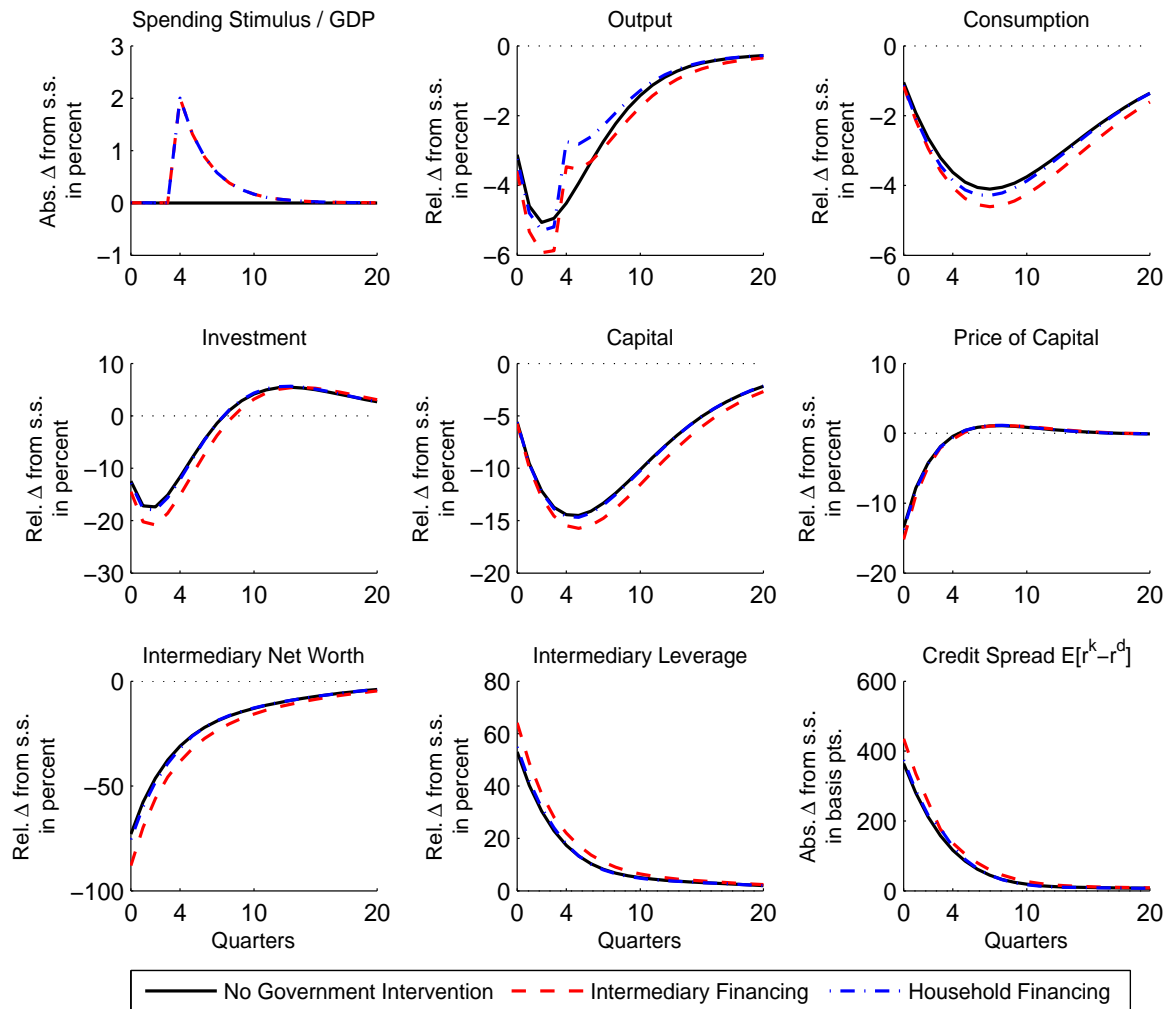 Spending Stimulus / GDP
Abs. Δ from s.s.
in percent
3
2
1
0
−1
0 4 10 20
Output
Rel. Δ from s.s.
in percent
0
−2
−4
−6
0 4 10 20
Consumption
Rel. Δ from s.s.
in percent
0
−2
−4
−6
0 4 10 20
Investment
Rel. Δ from s.s.
in percent
10
0
−10
−20
−30
0 4 10 20
Capital
Rel. Δ from s.s.
in percent
0
−5
−10
−15
−20
0 4 10 20
Price of Capital
Rel. Δ from s.s.
in percent
10
0
−10
−20
0 4 10 20
Intermediary Net Worth
Rel. Δ from s.s.
in percent
0
−50
−100
0 4 10 20
Quarters
Intermediary Leverage
Rel. Δ from s.s.
in percent
80
60
40
20
0
0 4 10 20
Quarters
Credit Spread E[r^k−r^d]
Abs. Δ from s.s.
in basis pts.
600
400
200
0
0 4 10 20
Quarters
No Government Intervention Intermediary Financing Household Financing